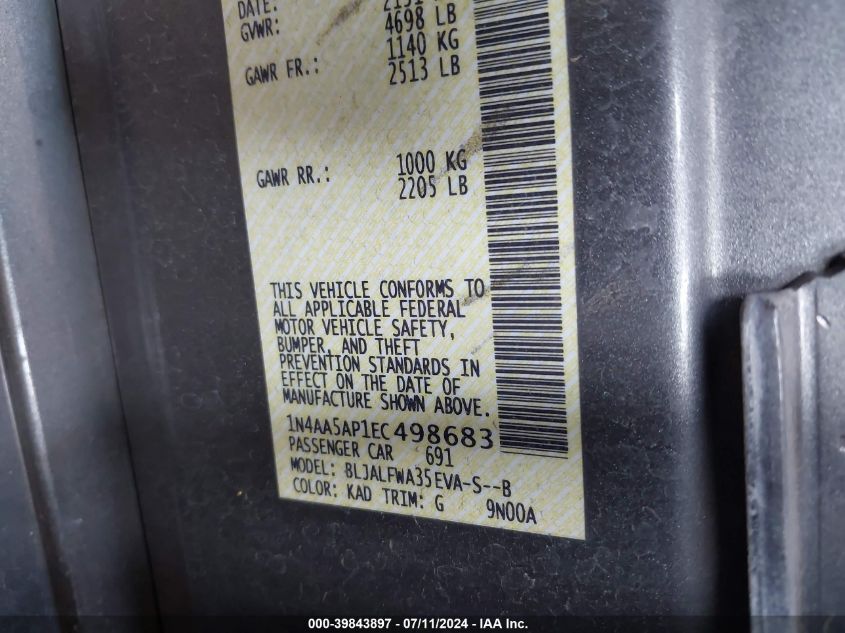 DATE:
GVWR: 4698 LB
1140 KG
GAWR FR.: 2513 LB
1000 KG
GAWR RR.: 2205 LB
THIS VEHICLE CONFORMS TO
ALL APPLICABLE FEDERAL
MOTOR VEHICLE SAFETY,
BUMPER, AND THEFT
PREVENTION STANDARDS IN
EFFECT ON THE DATE OF
MANUFACTURE SHOWN ABOVE.
1N4AA5AP1EC498683
PASSENGER CAR 691
MODEL: BLJALFWA35EVA-S--B
COLOR: KAD TRIM: G 9N00A
000-39843897 / 07/11/2024 - IAA Inc.